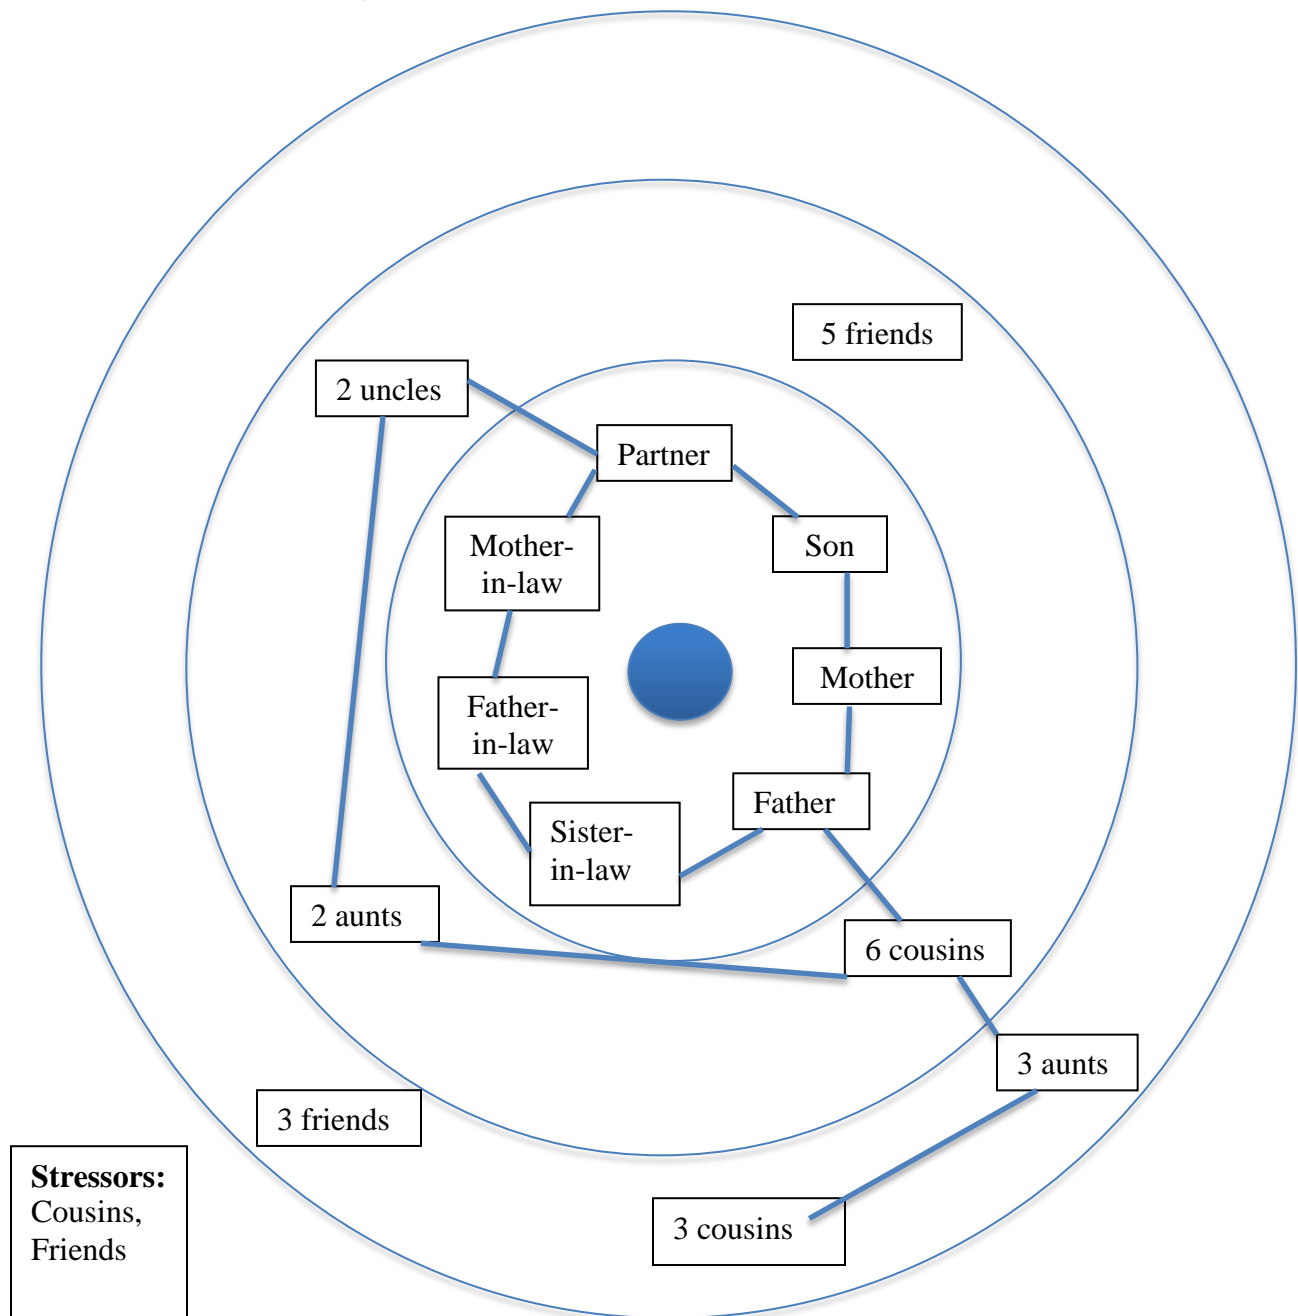 5 friends
2 uncles
Partner
Mother-
in-law
Son
Mother
Father-
in-law
Father
Sister-
in-law
2 aunts
6 cousins
3 aunts
3 friends
Stressors:
Cousins,
Friends
3 cousins